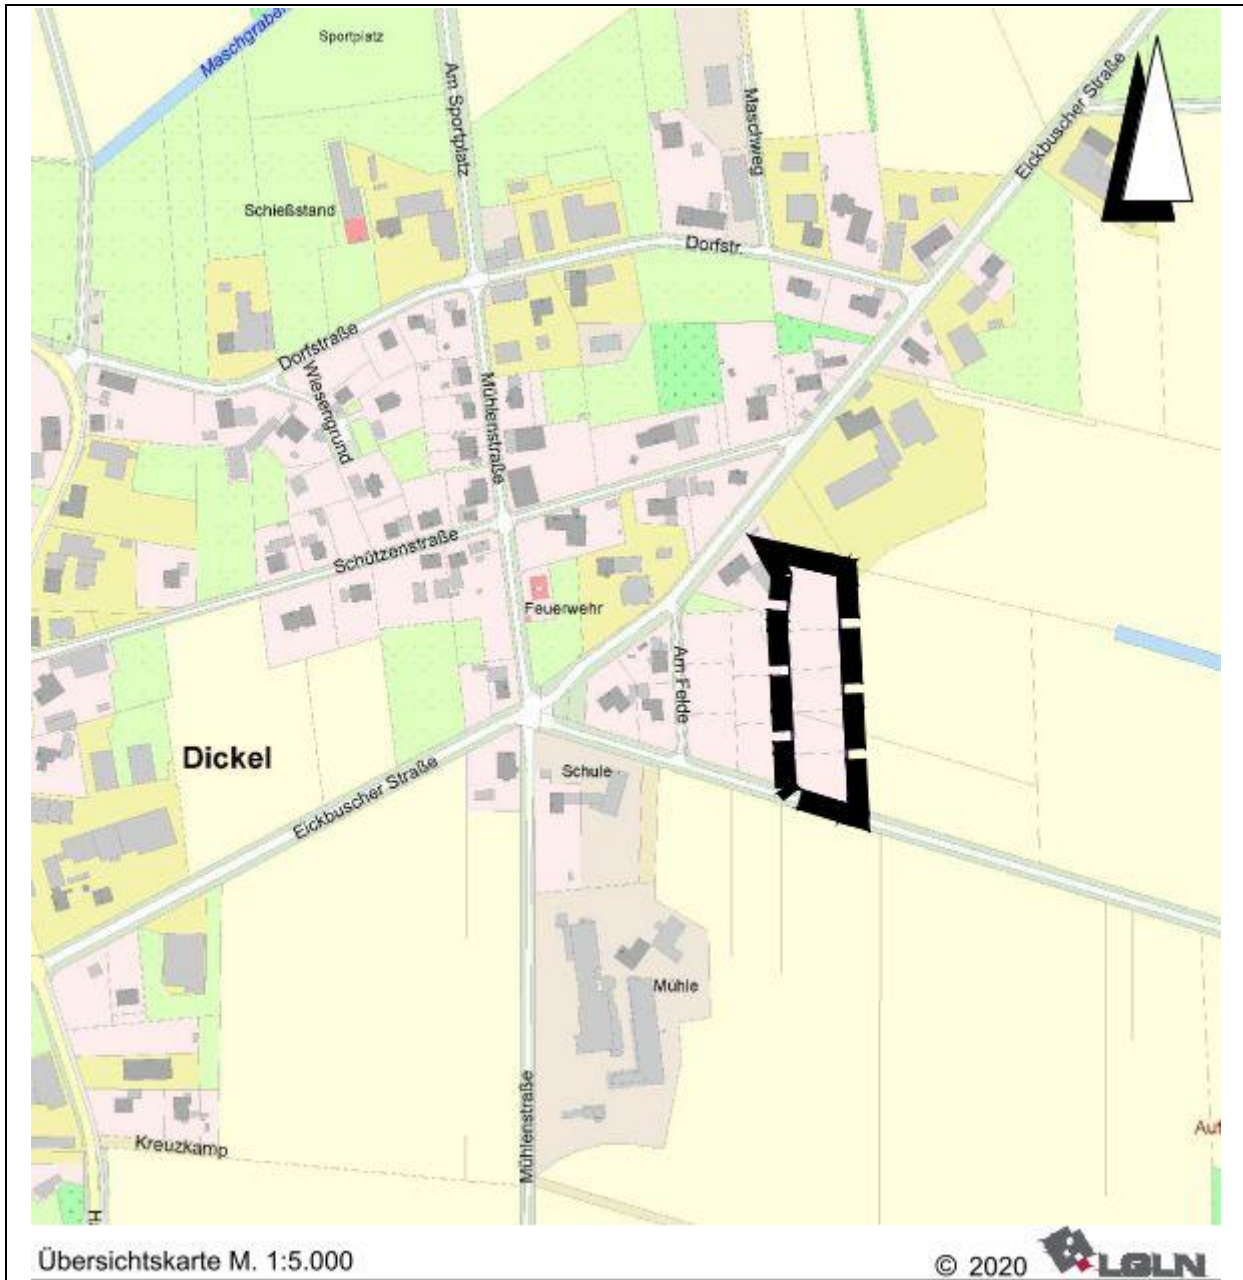 Maschgraben
Sportplatz
Am Sportplatz
Maschweg
Eickbuscher Straße
Schießstand
Dorfstr.
Dorfstraße
Wiesengrund
Mühlenstraße
Schützenstraße
Feuerwehr
Am Felde
Dickel
Eickbuscher Straße
Schule
Mühle
Mühlenstraße
Kreuzkamp
Auf
H
Übersichtskarte M. 1:5.000
© 2020 LGLN